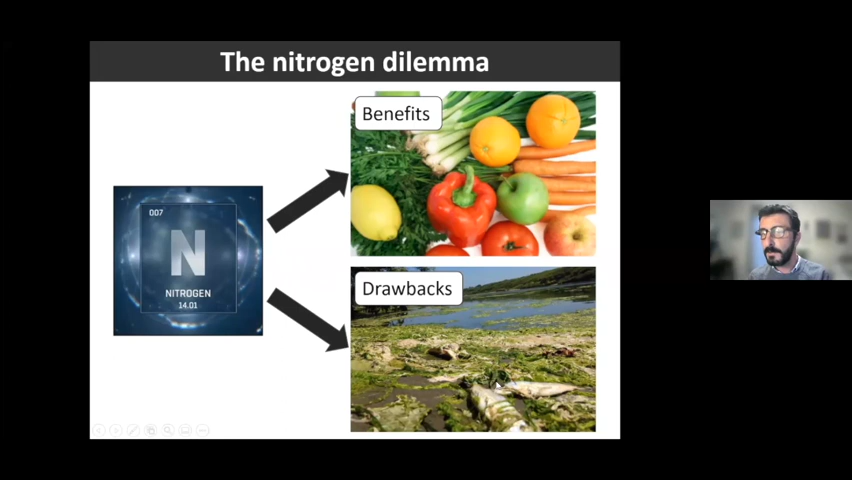 The nitrogen dilemma
Benefits
007
N
NITROGEN
14.01
Drawbacks